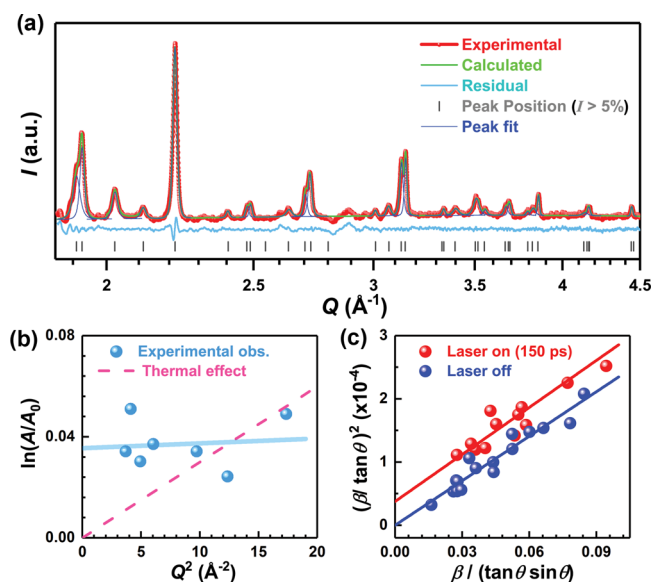 (a)
I (a.u.)
Experimental
Calculated
Residual
Peak Position (I > 5%)
Peak fit
2 2.5 3 3.5 4 4.5
Q (Å⁻¹)
(b)
ln(A/A₀)
0.08
0.04
0.00
Experimental obs.
Thermal effect
0 5 10 15 20
Q² (Å⁻²)
(c)
(β/ tanθ)² (x10⁻⁴)
3
2
1
0
Laser on (150 ps)
Laser off
0.00 0.03 0.06 0.09
β / (tanθ sinθ)